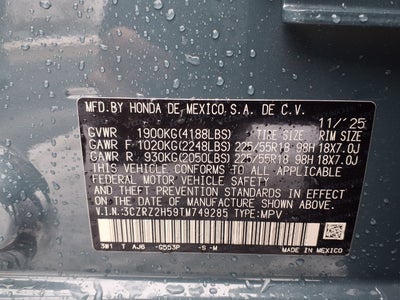 MFD.BY HONDA DE MEXICO S.A. DE C.V.
11/'25
GVWR 1900KG(4188LBS) TIRE SIZE RIM SIZE
GAWR F 1020KG(2248LBS) 225/55R18 98H 18X7.0J
GAWR R 930KG(2050LBS) 225/55R18 98H 18X7.0J
THIS VEHICLE CONFORMS TO ALL APPLICABLE
FEDERAL MOTOR VEHICLE SAFETY AND THEFT
PREVENTION STANDARDS IN EFFECT ON THE DATE
OF MANUFACTURE SHOWN ABOVE.
V.I.N.:3CZRZ2H59TM749285 TYPE:MPV
3W1 T AJ6 -G553P -S-M
MADE IN MEXICO